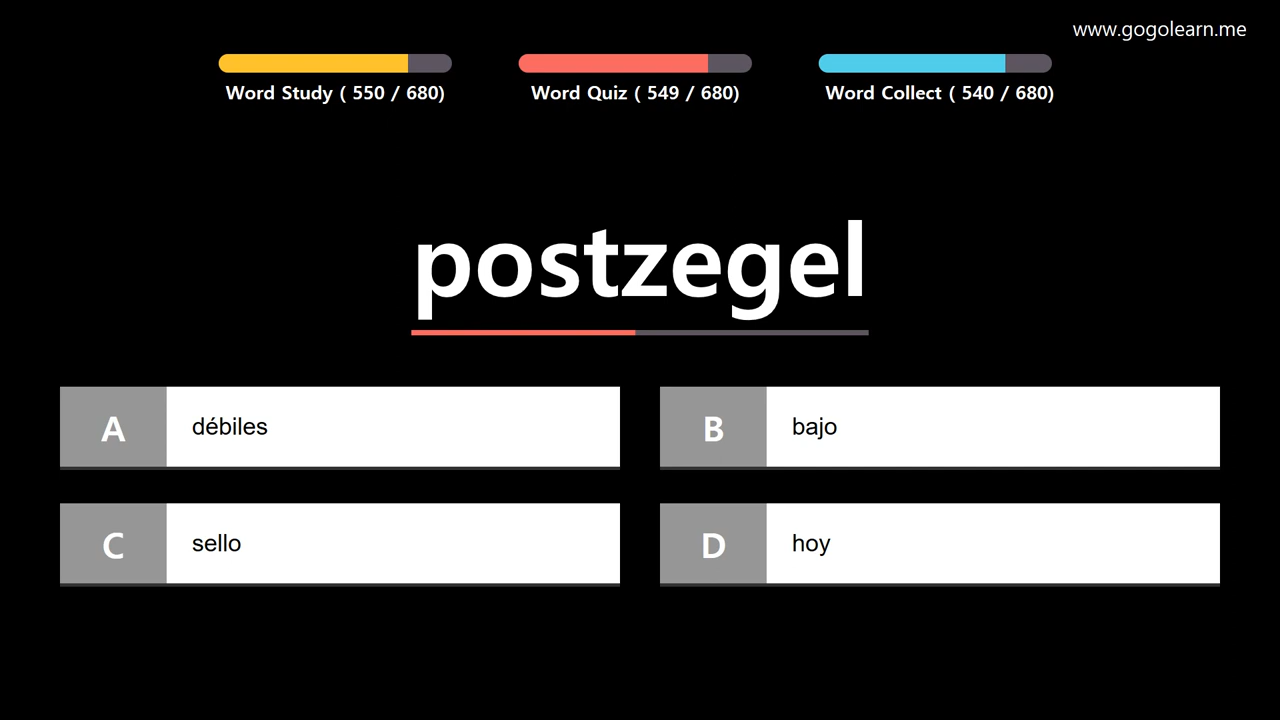 www.gogolearn.me
Word Study ( 550 / 680)
Word Quiz ( 549 / 680)
Word Collect ( 540 / 680)
postzegel
A débiles
B bajo
C sello
D hoy